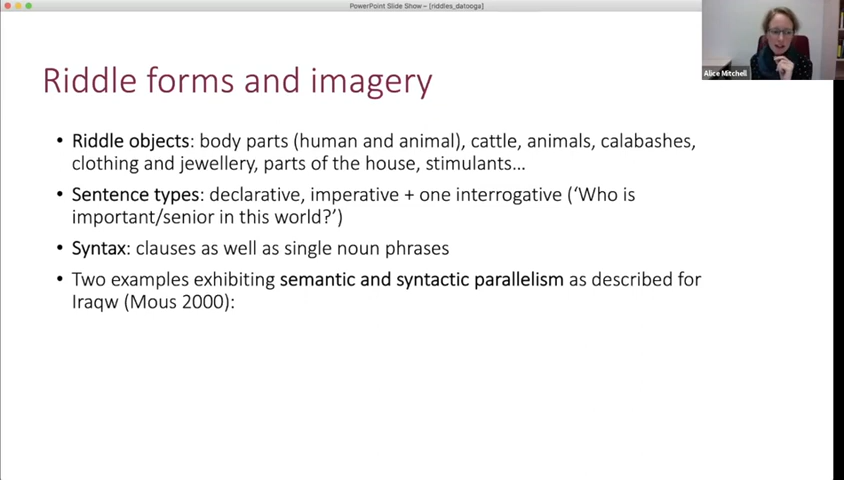 PowerPoint Slide Show – [riddles_datooga]
Alice Mitchell
Riddle forms and imagery
• Riddle objects: body parts (human and animal), cattle, animals, calabashes,
clothing and jewellery, parts of the house, stimulants…
• Sentence types: declarative, imperative + one interrogative (‘Who is
important/senior in this world?’)
• Syntax: clauses as well as single noun phrases
• Two examples exhibiting semantic and syntactic parallelism as described for
Iraqw (Mous 2000):